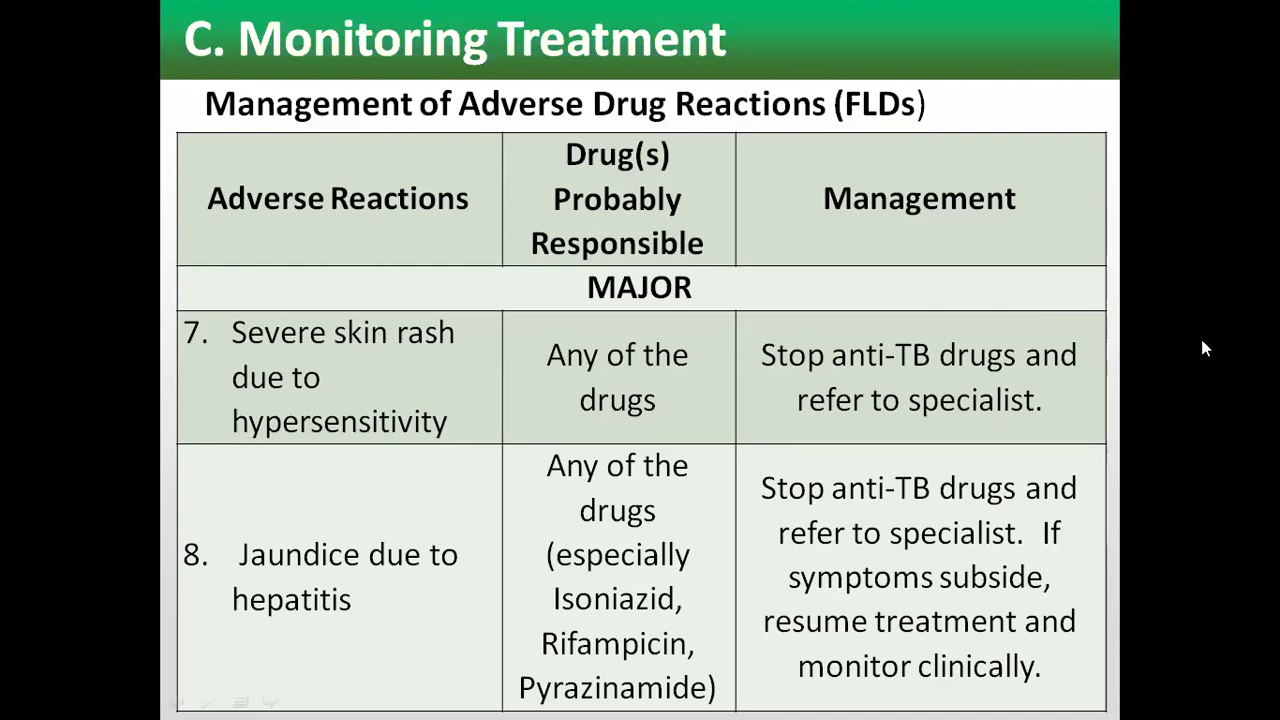 C. Monitoring Treatment
Management of Adverse Drug Reactions (FLDs)
Adverse Reactions
Drug(s)
Probably
Responsible
Management
MAJOR
7. Severe skin rash
due to
hypersensitivity
Any of the
drugs
Stop anti-TB drugs and
refer to specialist.
8. Jaundice due to
hepatitis
Any of the
drugs
(especially
Isoniazid,
Rifampicin,
Pyrazinamide)
Stop anti-TB drugs and
refer to specialist. If
symptoms subside,
resume treatment and
monitor clinically.